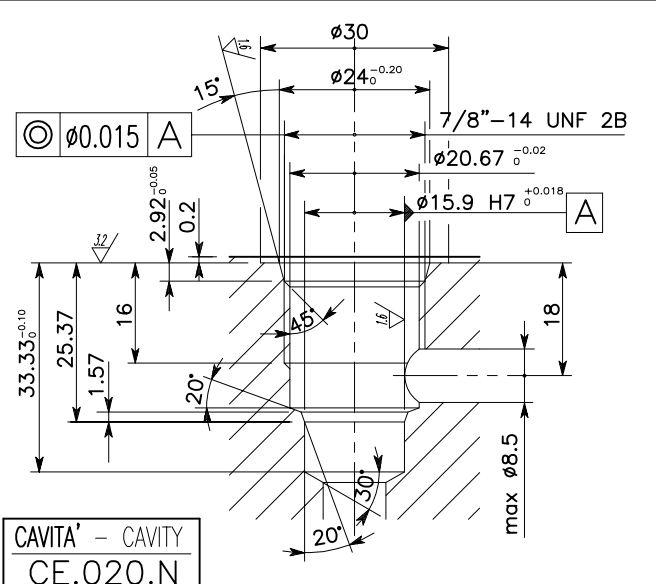 1.6
ø30
ø24 -0.20 0
15°
ø0.015 A
7/8"-14 UNF 2B
ø20.67 -0.02 0
ø15.9 H7 +0.018 0
A
2.92 -0.05 0
0.2
3.2
33.33 -0.10 0
25.37
16
1.57
45°
1.6
18
20°
max ø8.5
30°
20°
CAVITA' - CAVITY
CE.020.N